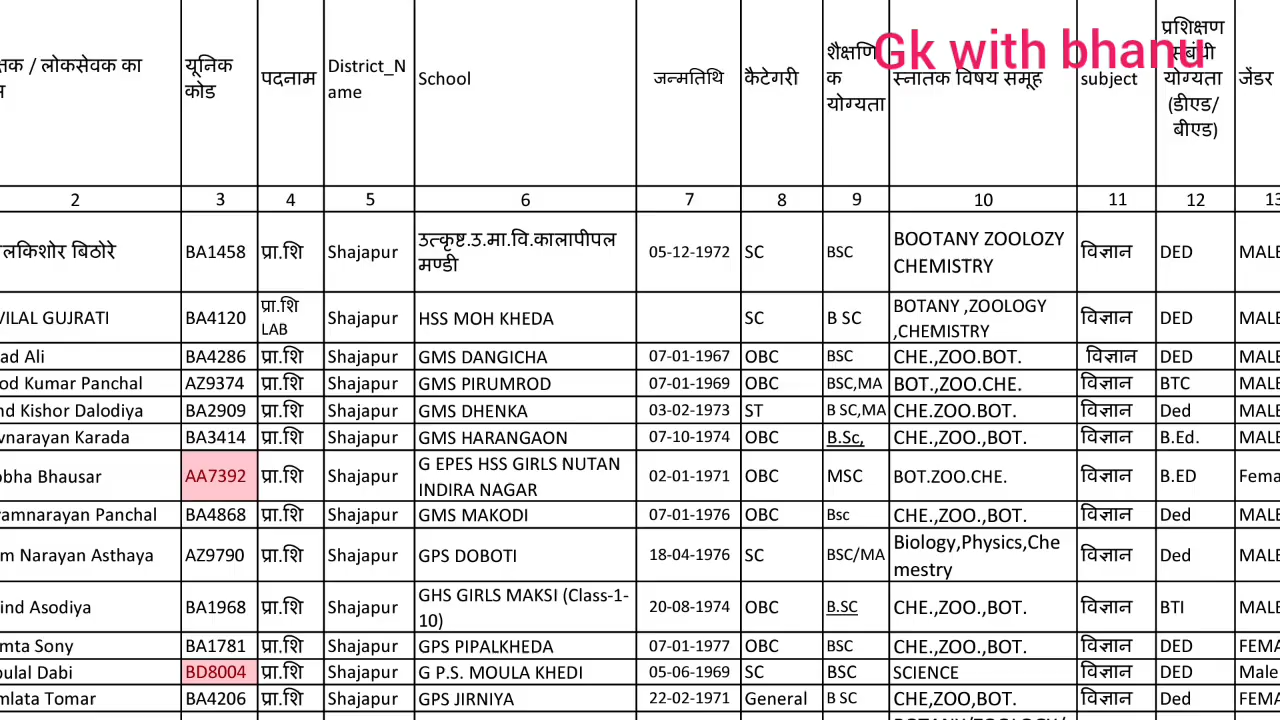 Gk with bhanu
क्षक / लोकसेवक का
यूनिक कोड
पदनाम
District_Name
School
जन्मतिथि
कैटेगरी
शैक्षणिक योग्यता
स्नातक विषय समूह
subject
प्रशिक्षण संबंधी योग्यता (डीएड/ बीएड)
जेंडर
2 3 4 5 6 7 8 9 10 11 12 13
लकिशोर बिठोरे BA1458 प्रा.शि Shajapur उत्कृष्ट.उ.मा.वि.कालापीपल मण्डी 05-12-1972 SC BSC BOOTANY ZOOLOZY CHEMISTRY विज्ञान DED MALE
VILAL GUJRATI BA4120 प्रा.शि LAB Shajapur HSS MOH KHEDA SC B SC BOTANY ,ZOOLOGY ,CHEMISTRY विज्ञान DED MALE
ad Ali BA4286 प्रा.शि Shajapur GMS DANGICHA 07-01-1967 OBC BSC CHE.,ZOO.BOT. विज्ञान DED MALE
od Kumar Panchal AZ9374 प्रा.शि Shajapur GMS PIRUMROD 07-01-1969 OBC BSC,MA BOT.,ZOO.CHE. विज्ञान BTC MALE
nd Kishor Dalodiya BA2909 प्रा.शि Shajapur GMS DHENKA 03-02-1973 ST B SC,MA CHE.ZOO.BOT. विज्ञान Ded MALE
vnarayan Karada BA3414 प्रा.शि Shajapur GMS HARANGAON 07-10-1974 OBC B.Sc, CHE.,ZOO.,BOT. विज्ञान B.Ed. MALE
obha Bhausar AA7392 प्रा.शि Shajapur G EPES HSS GIRLS NUTAN INDIRA NAGAR 02-01-1971 OBC MSC BOT.ZOO.CHE. विज्ञान B.ED Fema
amnarayan Panchal BA4868 प्रा.शि Shajapur GMS MAKODI 07-01-1976 OBC Bsc CHE.,ZOO.,BOT. विज्ञान Ded MALE
m Narayan Asthaya AZ9790 प्रा.शि Shajapur GPS DOBOTI 18-04-1976 SC BSC/MA Biology,Physics,Chemestry विज्ञान Ded MALE
ind Asodiya BA1968 प्रा.शि Shajapur GHS GIRLS MAKSI (Class-1-10) 20-08-1974 OBC B.SC CHE.,ZOO.,BOT. विज्ञान BTI MALE
mta Sony BA1781 प्रा.शि Shajapur GPS PIPALKHEDA 07-01-1977 OBC BSC CHE.,ZOO.,BOT. विज्ञान DED FEMA
oulal Dabi BD8004 प्रा.शि Shajapur G P.S. MOULA KHEDI 05-06-1969 SC BSC SCIENCE विज्ञान DED Male
mlata Tomar BA4206 प्रा.शि Shajapur GPS JIRNIYA 22-02-1971 General B SC CHE,ZOO,BOT. विज्ञान Ded FEMA